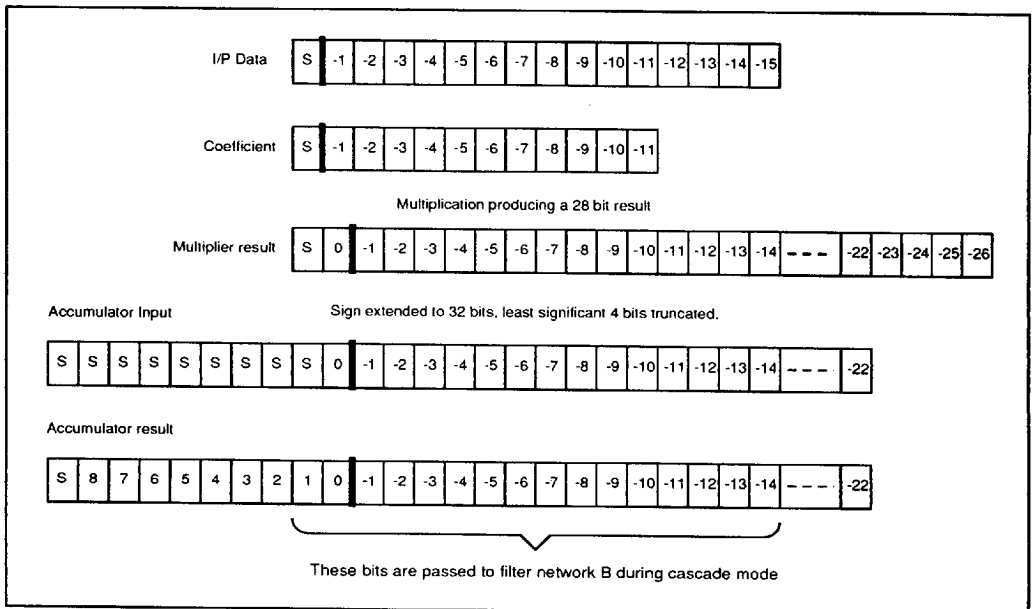 I/P Data S -1 -2 -3 -4 -5 -6 -7 -8 -9 -10 -11 -12 -13 -14 -15
Coefficient S -1 -2 -3 -4 -5 -6 -7 -8 -9 -10 -11
Multiplication producing a 28 bit result
Multiplier result S 0 -1 -2 -3 -4 -5 -6 -7 -8 -9 -10 -11 -12 -13 -14 --- -22 -23 -24 -25 -26
Accumulator Input Sign extended to 32 bits, least significant 4 bits truncated.
S S S S S S S S S 0 -1 -2 -3 -4 -5 -6 -7 -8 -9 -10 -11 -12 -13 -14 ---- -22
Accumulator result
S 8 7 6 5 4 3 2 1 0 -1 -2 -3 -4 -5 -6 -7 -8 -9 -10 -11 -12 -13 -14 ---- -22
These bits are passed to filter network B during cascade mode